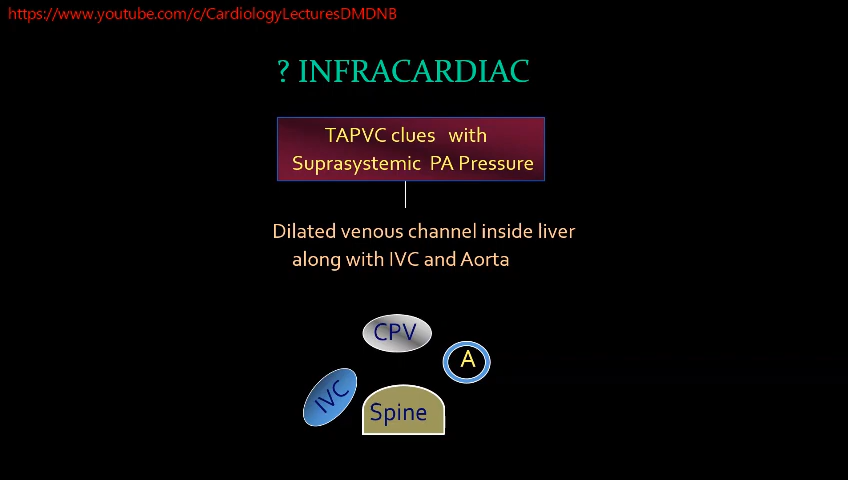 https://www.youtube.com/c/CardiologyLecturesDMDNB
? INFRACARDIAC
TAPVC clues with
Suprasystemic PA Pressure
Dilated venous channel inside liver
along with IVC and Aorta
CPV
A
IVC
Spine